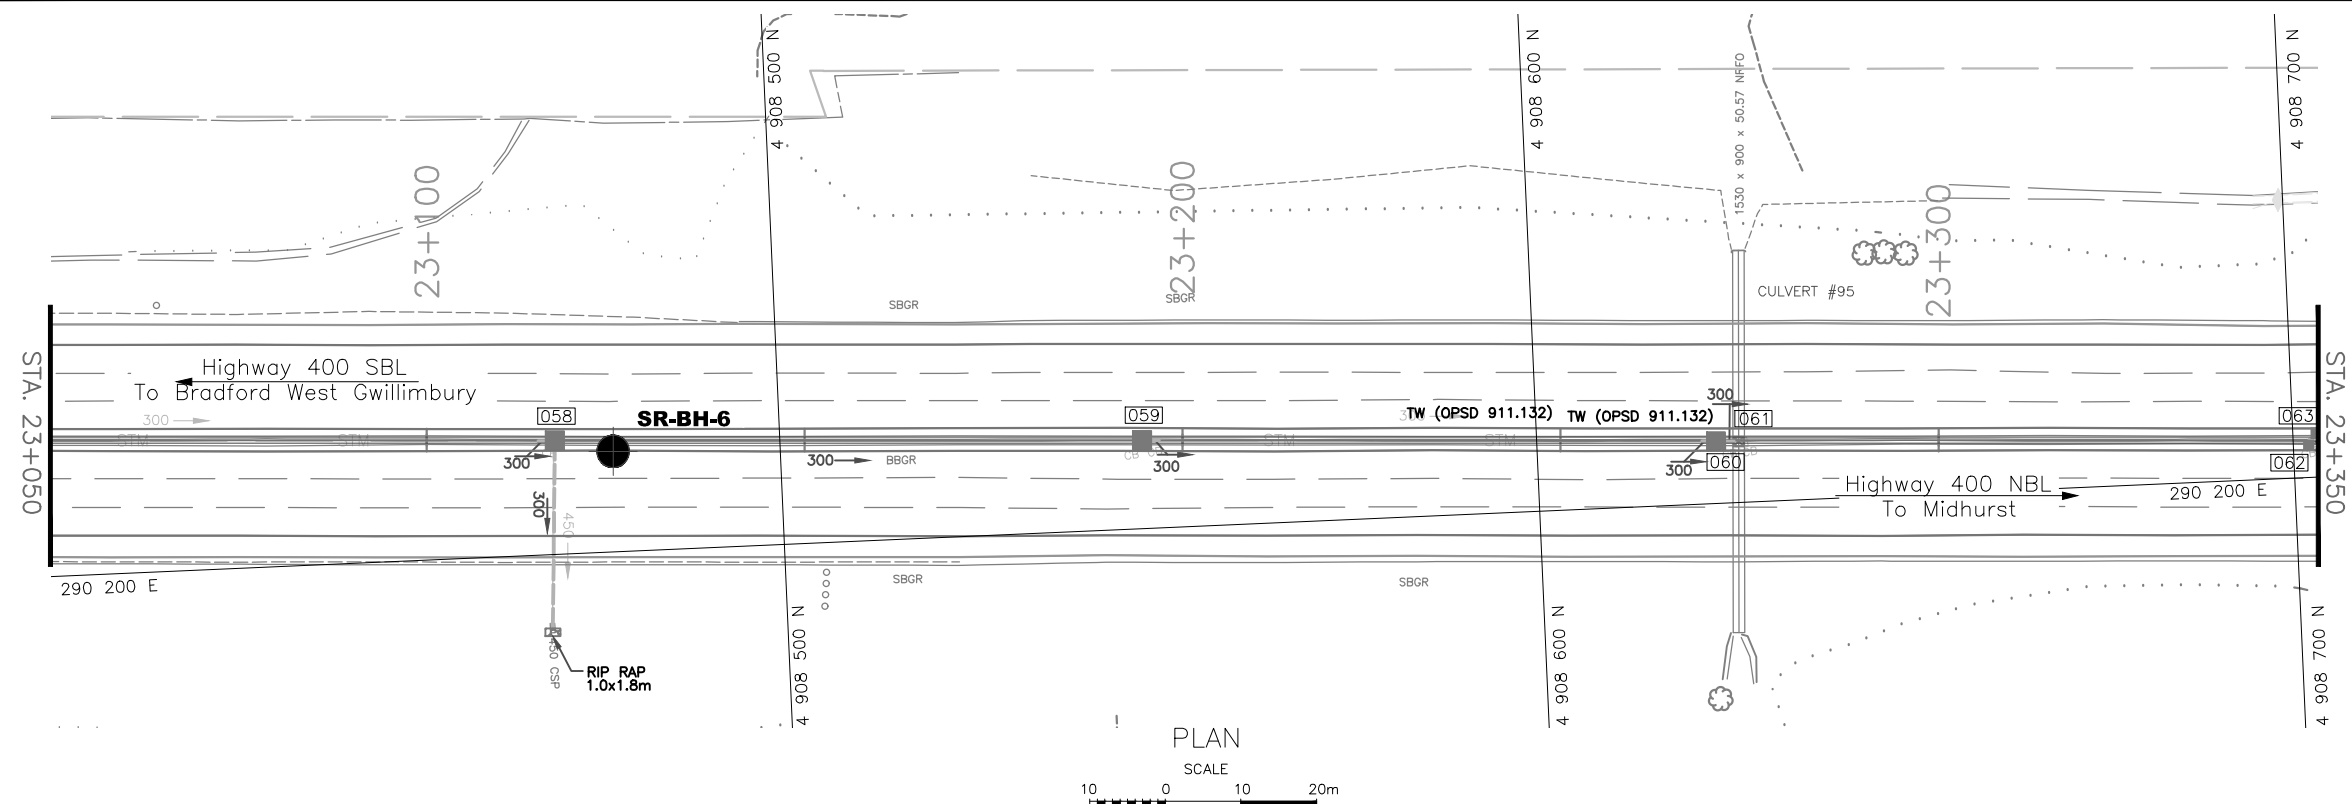 4 908 500 N
4 908 600 N
4 908 700 N
1530 x 900 x 50.57 NRFO
23+100
23+200
23+300
SBGR
SBGR
CULVERT #95
STA. 23+050
STA. 23+350
Highway 400 SBL
To Bradford West Gwillimbury
300
058
SR-BH-6
059
TW (OPSD 911.132)
TW (OPSD 911.132)
300
061
063
STM
STM
STM
STM
300
300
BBGR
CB
300
300
060
062
300
450
Highway 400 NBL
To Midhurst
290 200 E
290 200 E
SBGR
SBGR
450 CSP
RIP RAP
1.0x1.8m
4 908 500 N
4 908 600 N
4 908 700 N
PLAN
SCALE
10 0 10 20m